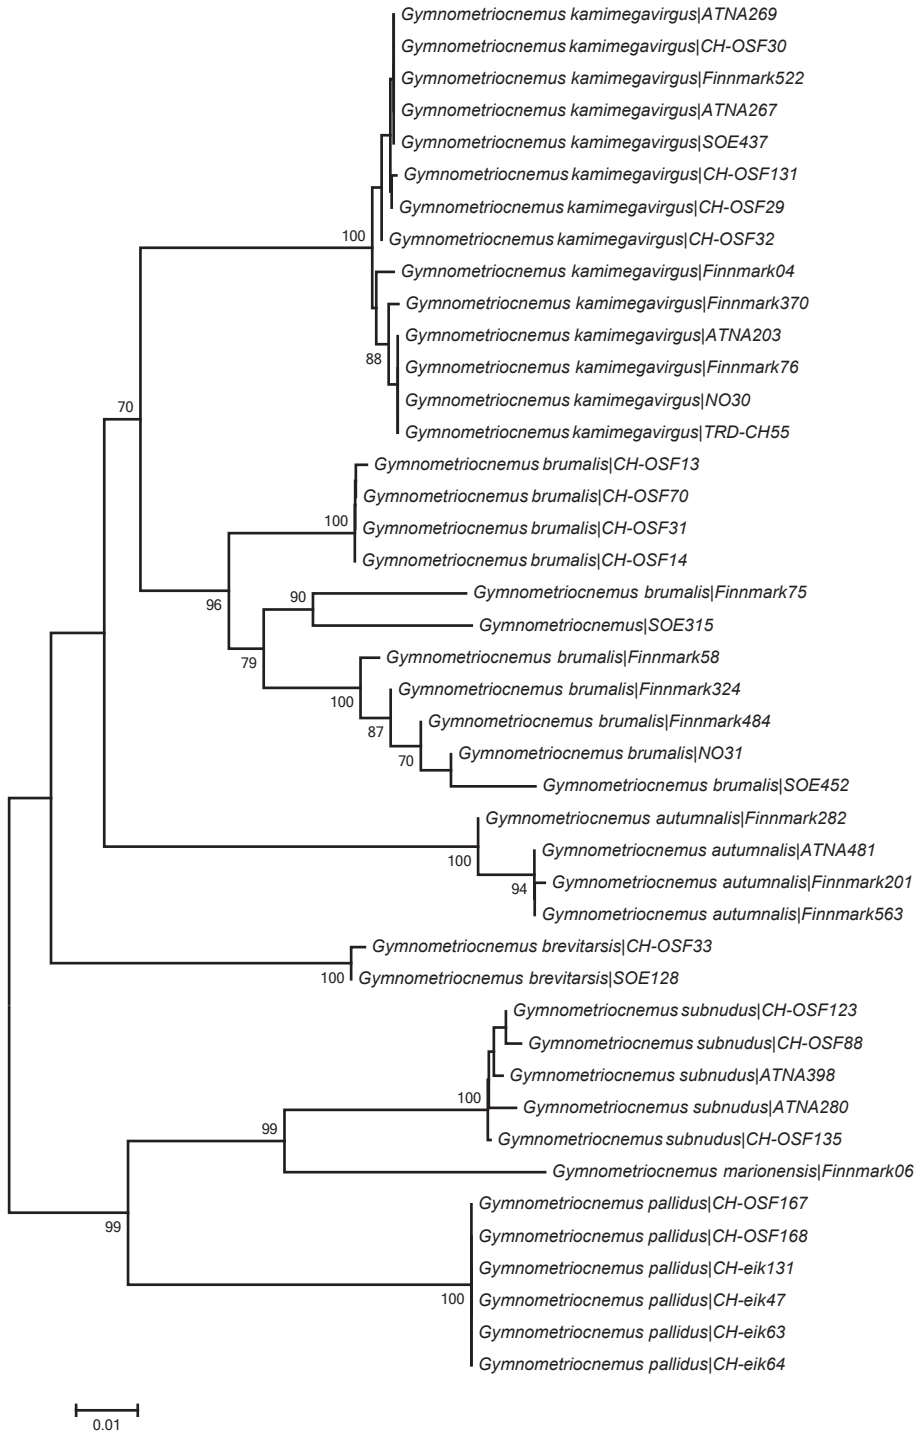 Gymnometriocnemus kamimegavirgus|ATNA269
Gymnometriocnemus kamimegavirgus|CH-OSF30
Gymnometriocnemus kamimegavirgus|Finnmark522
Gymnometriocnemus kamimegavirgus|ATNA267
Gymnometriocnemus kamimegavirgus|SOE437
Gymnometriocnemus kamimegavirgus|CH-OSF131
Gymnometriocnemus kamimegavirgus|CH-OSF29
100
Gymnometriocnemus kamimegavirgus|CH-OSF32
Gymnometriocnemus kamimegavirgus|Finnmark04
Gymnometriocnemus kamimegavirgus|Finnmark370
Gymnometriocnemus kamimegavirgus|ATNA203
88
Gymnometriocnemus kamimegavirgus|Finnmark76
Gymnometriocnemus kamimegavirgus|NO30
70
Gymnometriocnemus kamimegavirgus|TRD-CH55
Gymnometriocnemus brumalis|CH-OSF13
Gymnometriocnemus brumalis|CH-OSF70
100
Gymnometriocnemus brumalis|CH-OSF31
Gymnometriocnemus brumalis|CH-OSF14
90
Gymnometriocnemus brumalis|Finnmark75
96
Gymnometriocnemus|SOE315
79
Gymnometriocnemus brumalis|Finnmark58
100
Gymnometriocnemus brumalis|Finnmark324
87
Gymnometriocnemus brumalis|Finnmark484
70
Gymnometriocnemus brumalis|NO31
Gymnometriocnemus brumalis|SOE452
Gymnometriocnemus autumnalis|Finnmark282
100
Gymnometriocnemus autumnalis|ATNA481
94
Gymnometriocnemus autumnalis|Finnmark201
Gymnometriocnemus autumnalis|Finnmark563
Gymnometriocnemus brevitarsis|CH-OSF33
100
Gymnometriocnemus brevitarsis|SOE128
Gymnometriocnemus subnudus|CH-OSF123
Gymnometriocnemus subnudus|CH-OSF88
Gymnometriocnemus subnudus|ATNA398
100
Gymnometriocnemus subnudus|ATNA280
99
Gymnometriocnemus subnudus|CH-OSF135
Gymnometriocnemus marionensis|Finnmark06
Gymnometriocnemus pallidus|CH-OSF167
99
Gymnometriocnemus pallidus|CH-OSF168
Gymnometriocnemus pallidus|CH-eik131
100
Gymnometriocnemus pallidus|CH-eik47
Gymnometriocnemus pallidus|CH-eik63
Gymnometriocnemus pallidus|CH-eik64
0.01